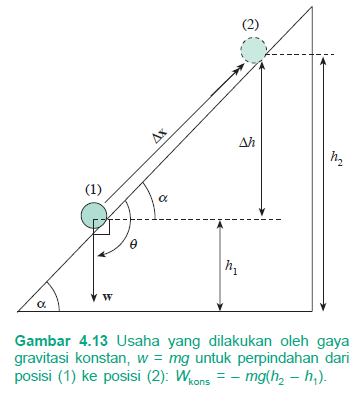 (2)
Δx
Δh
h₂
(1)
α
θ
h₁
α
w
Gambar 4.13 Usaha yang dilakukan oleh gaya
gravitasi konstan, w = mg untuk perpindahan dari
posisi (1) ke posisi (2): Wkons = – mg(h₂ – h₁).